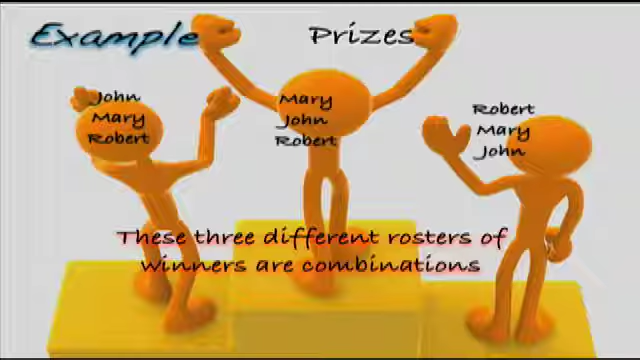 Example
Prizes
John
Mary
Robert
Mary
John
Robert
Robert
Mary
John
These three different rosters of
winners are combinations